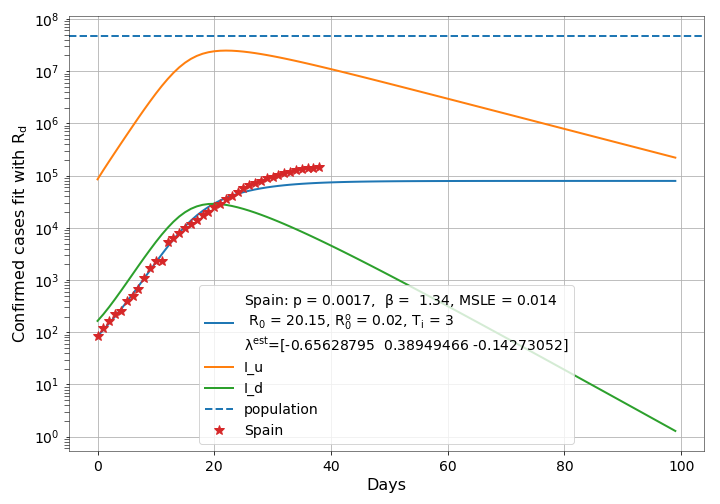 10⁸
10⁷
10⁶
10⁵
10⁴
10³
10²
10¹
10⁰
Confirmed cases fit with R_d
Spain: p = 0.0017, β = 1.34, MSLE = 0.014
R₀ = 20.15, R₀⁰ = 0.02, Tᵢ = 3
λᵉˢᵗ=[-0.65628795 0.38949466 -0.14273052]
I_u
I_d
population
Spain
0 20 40 60 80 100
Days